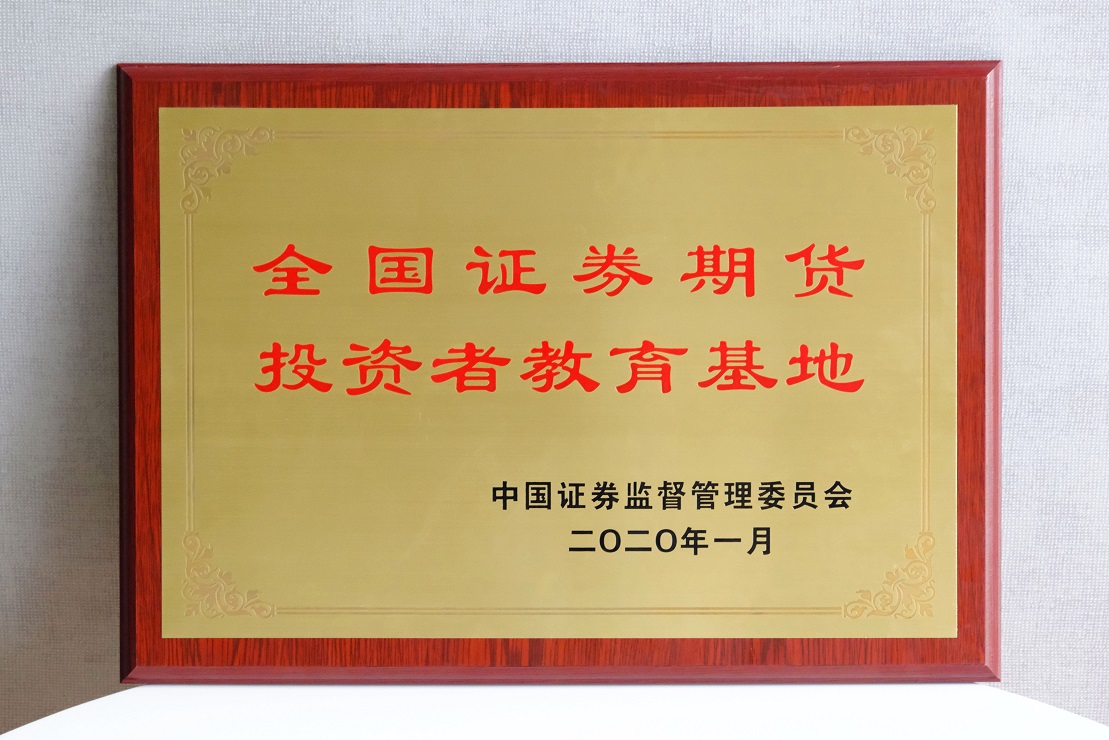 全国证券期货
投资者教育基地
中国证券监督管理委员会
二〇二〇年一月